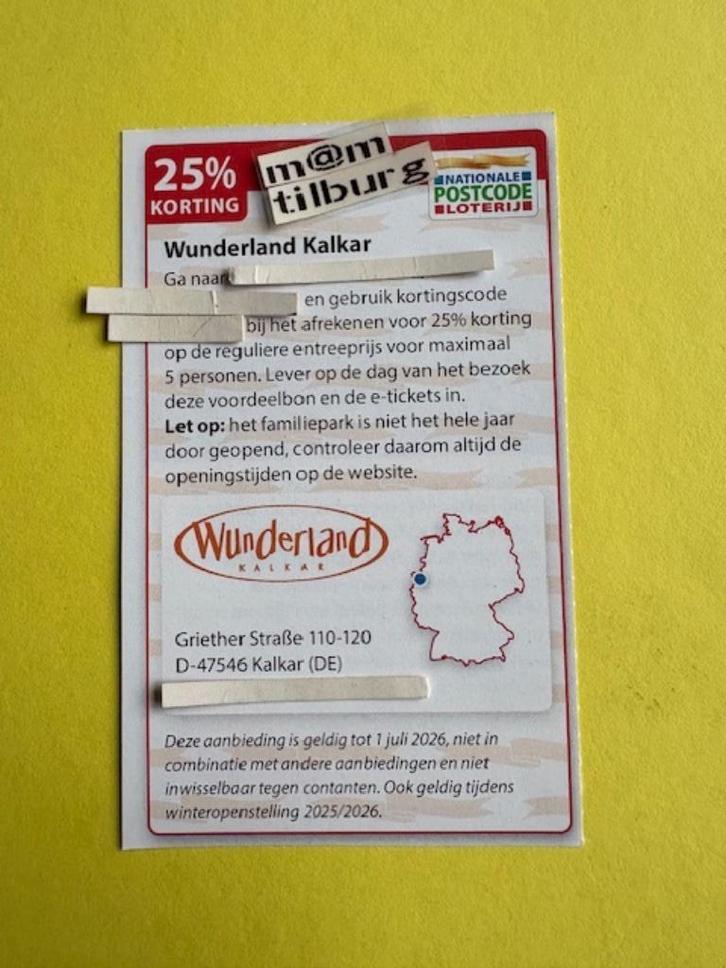 25%
KORTING
m@m
tilburg
NATIONALE
POSTCODE
LOTERIJ
Wunderland Kalkar
Ga naar
en gebruik kortingscode
bij het afrekenen voor 25% korting
op de reguliere entreeprijs voor maximaal
5 personen. Lever op de dag van het bezoek
deze voordeelbon en de e-tickets in.
Let op: het familiepark is niet het hele jaar
door geopend, controleer daarom altijd de
openingstijden op de website.
Wunderland
KALKAR
Griether Straße 110-120
D-47546 Kalkar (DE)
Deze aanbieding is geldig tot 1 juli 2026, niet in
combinatie met andere aanbiedingen en niet
inwisselbaar tegen contanten. Ook geldig tijdens
winteropenstelling 2025/2026.